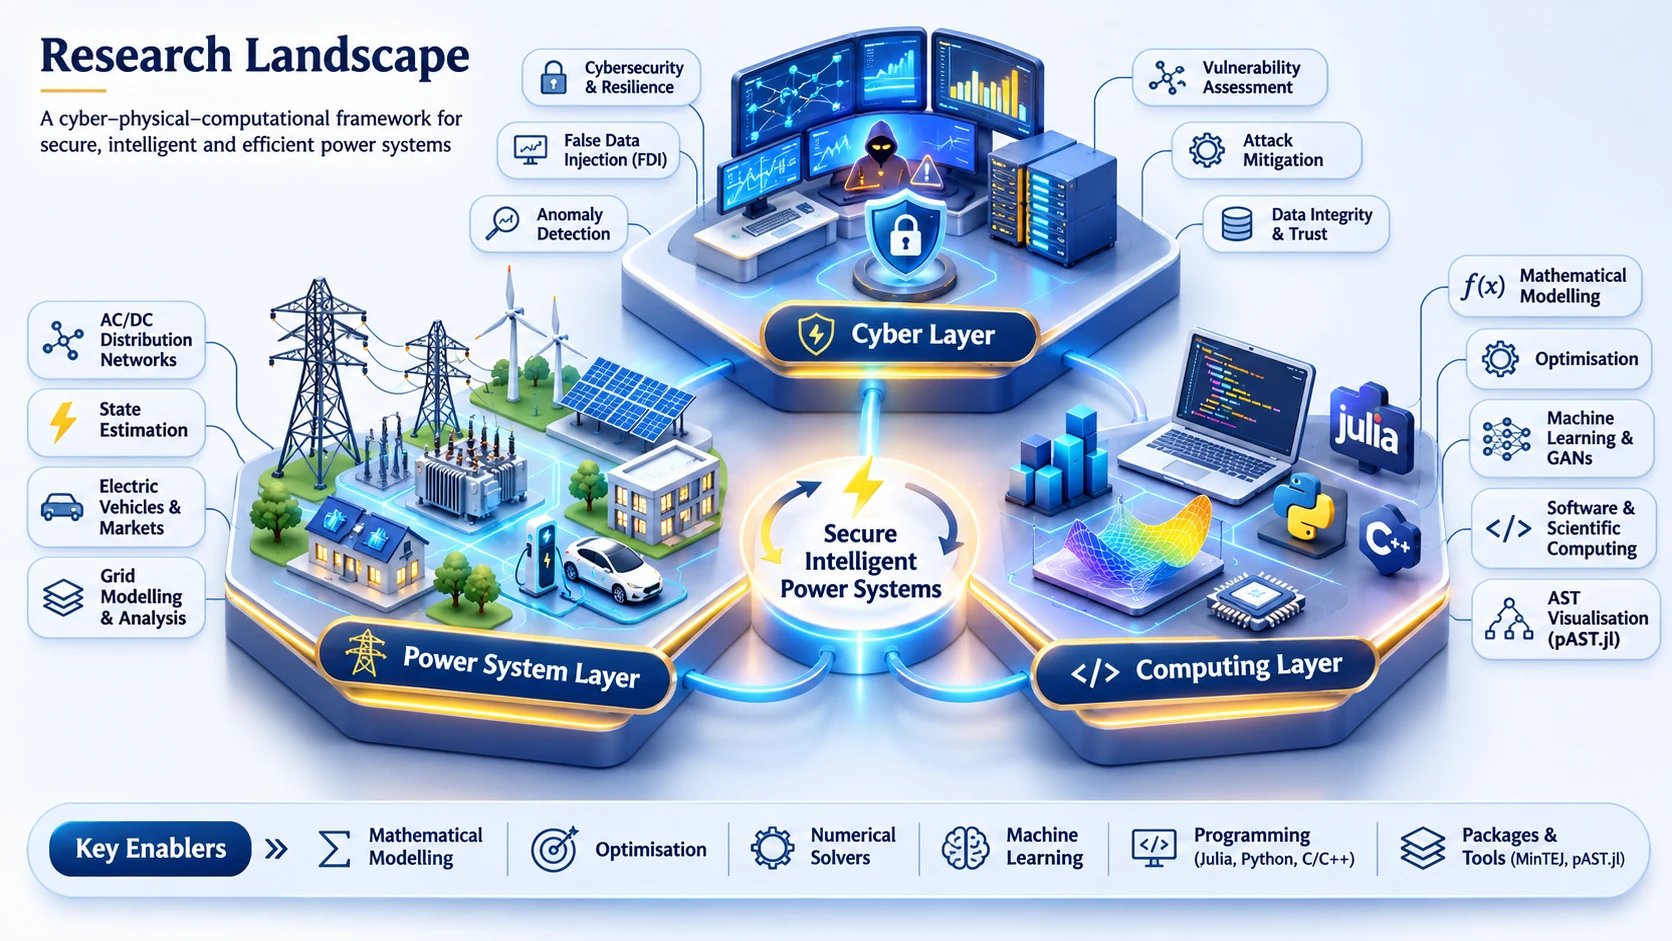 Research Landscape
A cyber–physical–computational framework for
secure, intelligent and efficient power systems
Cybersecurity
& Resilience
False Data
Injection (FDI)
Anomaly
Detection
Vulnerability
Assessment
Attack
Mitigation
Data Integrity
& Trust
Cyber Layer
AC/DC
Distribution
Networks
State
Estimation
Electric
Vehicles &
Markets
Grid
Modelling
& Analysis
Power System Layer
Secure
Intelligent
Power Systems
f(x)
Mathematical
Modelling
Optimisation
Machine
Learning &
GANs
</>
Software &
Scientific
Computing
AST
Visualisation
(pAST.jl)
julia
C++
</> Computing Layer
Key Enablers »
Σ Mathematical
Modelling
Optimisation
Numerical
Solvers
Machine
Learning
</>
Programming
(Julia, Python, C/C++)
Packages &
Tools (MinTEJ, pAST.jl)